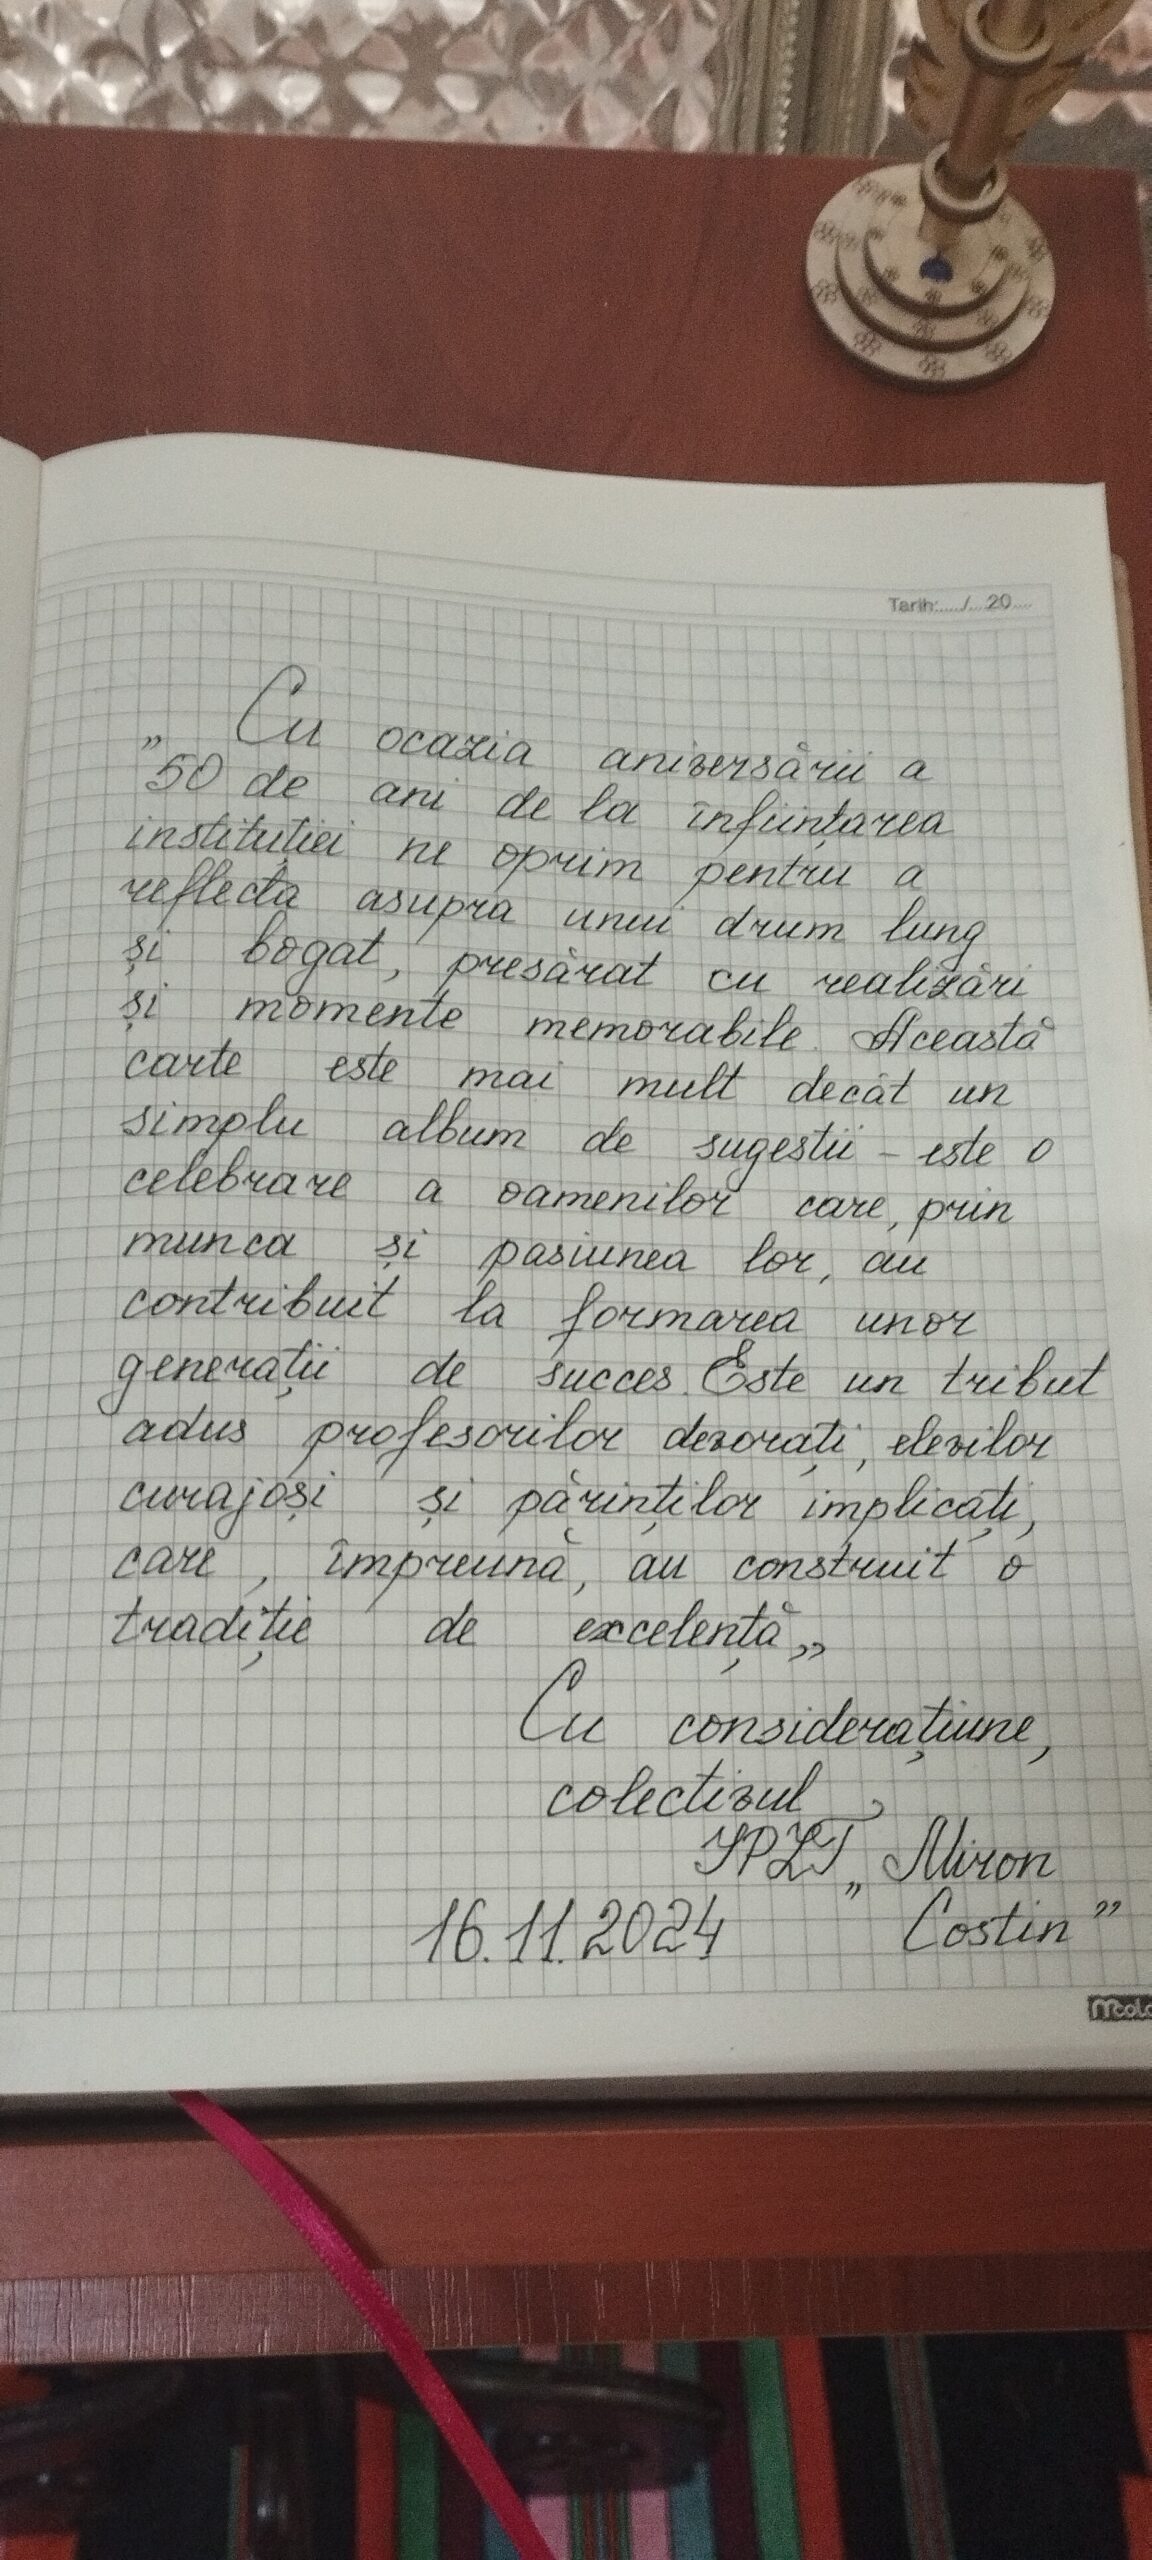 Tarih:...../....20....
„ Cu ocazia aniversării a
50 de ani de la înființarea
instituției ne oprim pentru a
reflecta asupra unui drum lung
și bogat, presărat cu realizări
și momente memorabile. Această
carte este mai mult decât un
simplu album de sugestii - este o
celebrare a oamenilor care, prin
munca și pasiunea lor, au
contribuit la formarea unor
generații de succes. Este un tribut
adus profesorilor devorați, elevilor
curajoși și părinților implicați,
care, împreună, au construit o
tradiție de excelență,,
Cu considerațiune,
colectivul
IPLT „ Miron
16.11.2024 Costin ”